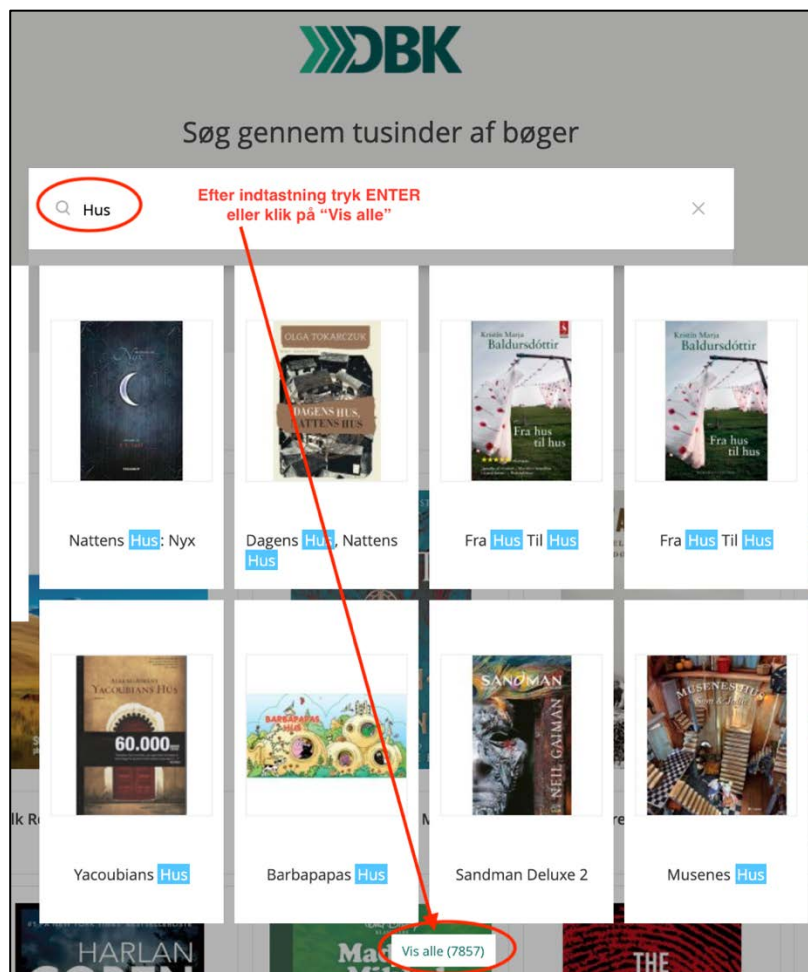 DBK
Søg gennem tusinder af bøger
Hus
Efter indtastning tryk ENTER
eller klik på “Vis alle”
Nyx
OLGA TOKARCZUK
DAGENS HUS,
NATTENS HUS
Kristín Marja
Baldursdóttir
Fra hus
til hus
Kristín Marja
Baldursdóttir
Fra hus
til hus
Nattens Hus: Nyx
Dagens Hus, Nattens
Hus
Fra Hus Til Hus
Fra Hus Til Hus
YACOUBIANS HUS
60.000
BARBAPAPAS
HUS
SANDMAN
NEIL GAIMAN
MUSENES HUS
Sam & Julia
Yacoubians Hus
Barbapapas Hus
Sandman Deluxe 2
Musenes Hus
HARLAN
COBEN
Vis alle (7857)
THE